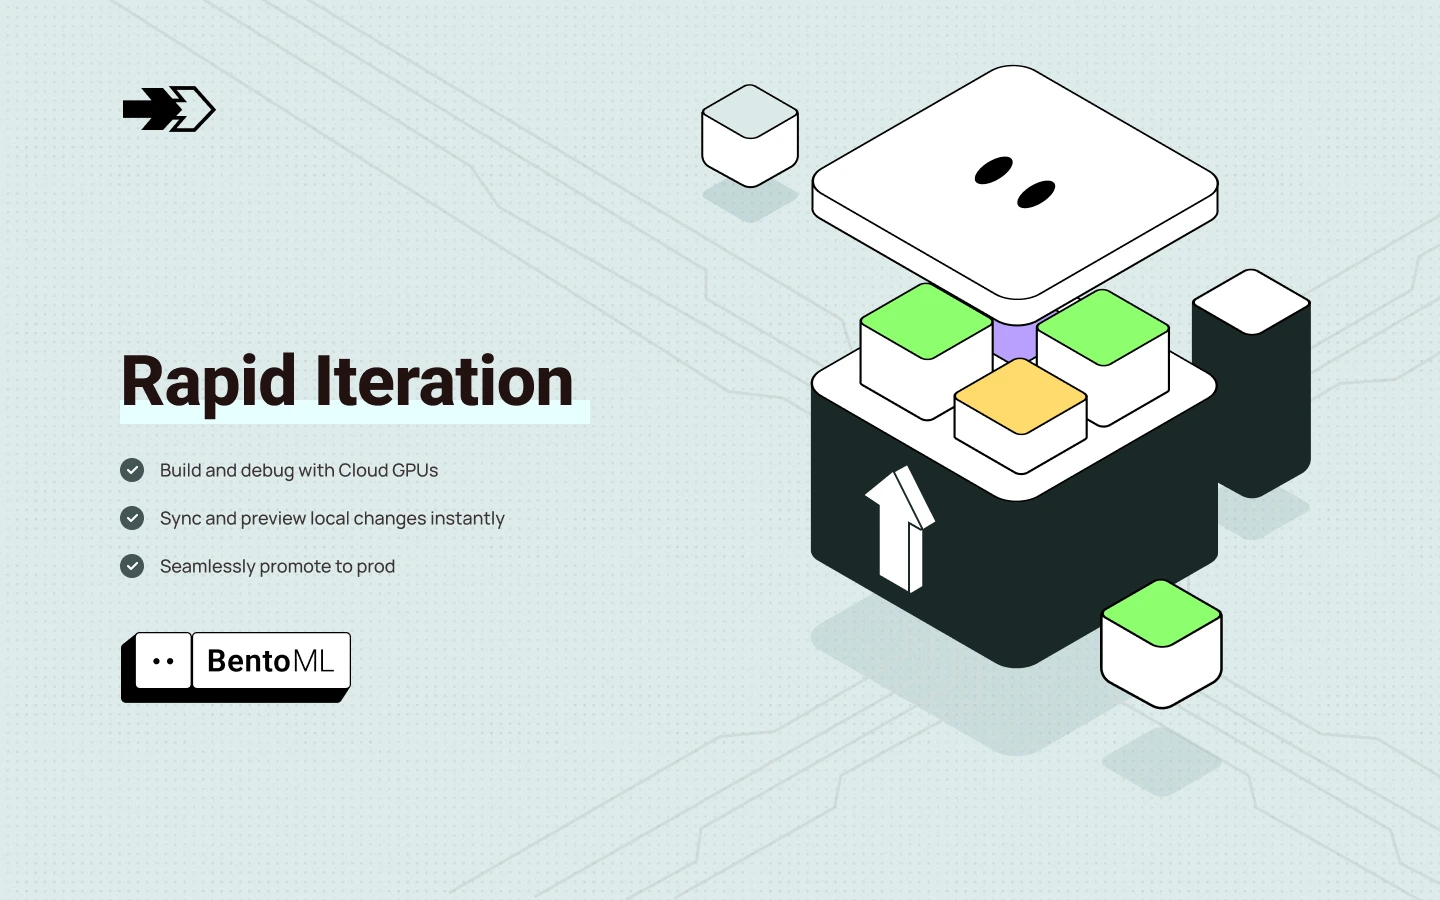 Rapid Iteration
Build and debug with Cloud GPUs
Sync and preview local changes instantly
Seamlessly promote to prod
BentoML